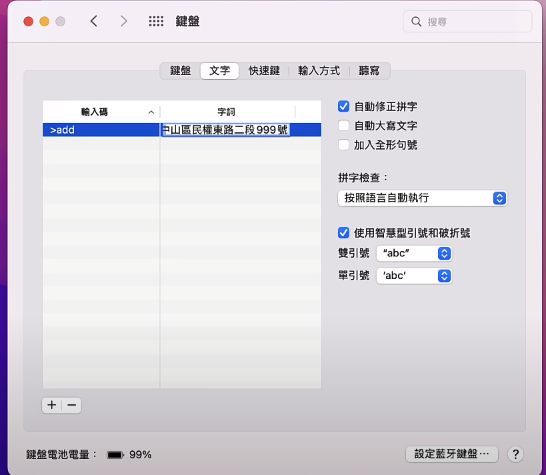 鍵盤
搜尋
鍵盤 文字 快速鍵 輸入方式 聽寫
輸入碼 字詞
>add 中山區民權東路二段999號
自動修正拼字
自動大寫文字
加入全形句號
拼字檢查：
按照語言自動執行
使用智慧型引號和破折號
雙引號 “abc”
單引號 ‘abc’
+ −
鍵盤電池電量： 99%
設定藍牙鍵盤⋯ ?